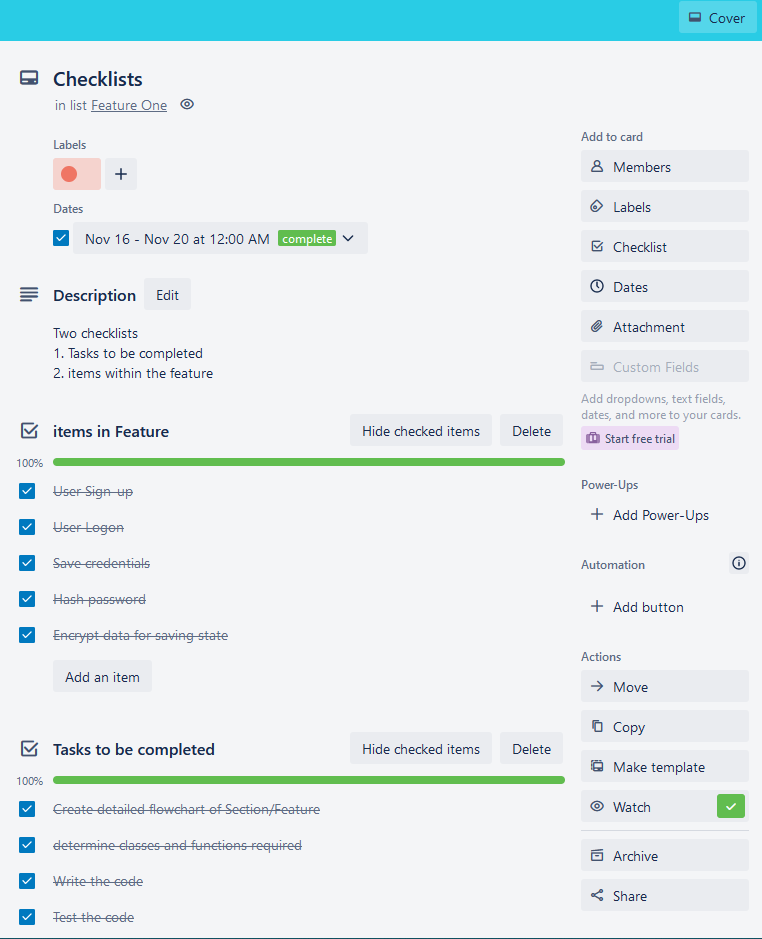 Cover
Checklists
in list Feature One
Labels
+
Dates
Nov 16 - Nov 20 at 12:00 AM complete
Description Edit
Two checklists
1. Tasks to be completed
2. items within the feature
items in Feature Hide checked items Delete
100%
User Sign-up
User Logon
Save credentials
Hash password
Encrypt data for saving state
Add an item
Tasks to be completed Hide checked items Delete
100%
Create detailed flowchart of Section/Feature
determine classes and functions required
Write the code
Test the code
Add to card
Members
Labels
Checklist
Dates
Attachment
Custom Fields
Add dropdowns, text fields,
dates, and more to your cards.
Start free trial
Power-Ups
+ Add Power-Ups
Automation
+ Add button
Actions
Move
Copy
Make template
Watch
Archive
Share